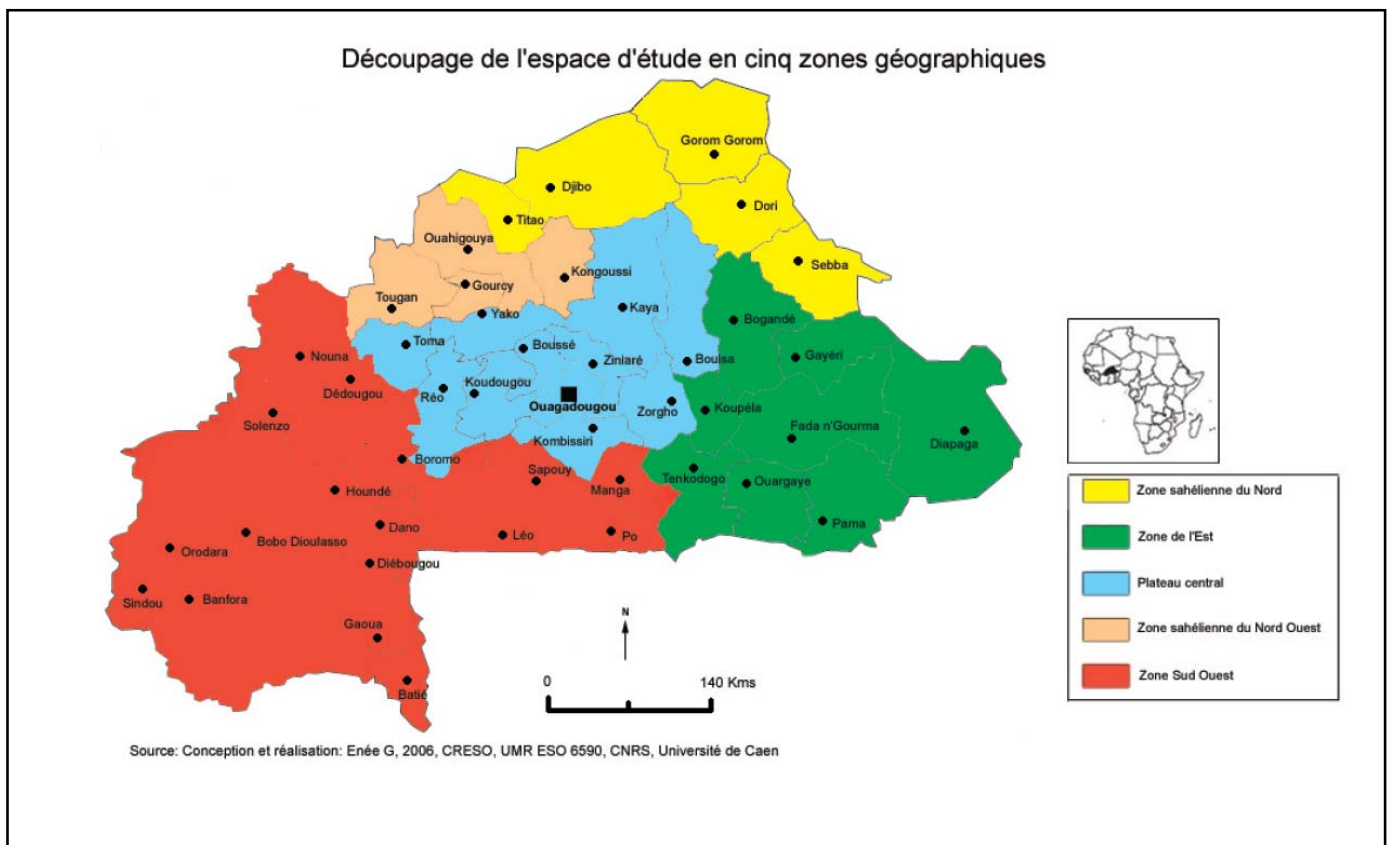 Découpage de l'espace d'étude en cinq zones géographiques
Gorom Gorom
Djibo
Dori
Titao
Ouahigouya
Sebba
Kongoussi
Gourcy
Tougan
Kaya
Yako
Bogandé
Toma
Boussé
Nouna
Ziniaré
Boulsa
Gayéri
Dédougou
Réo
Koudougou
Ouagadougou
Zorgho
Koupéla
Solenzo
Fada n'Gourma
Diapaga
Kombissiri
Boromo
Sapouy
Tenkodogo
Houndé
Manga
Ouargaye
Dano
Pama
Bobo Dioulasso
Léo
Po
Orodara
Diébougou
Sindou
Banfora
Gaoua
Batié
N
0 140 Kms
Zone sahélienne du Nord
Zone de l'Est
Plateau central
Zone sahélienne du Nord Ouest
Zone Sud Ouest
Source: Conception et réalisation: Enée G, 2006, CRESO, UMR ESO 6590, CNRS, Université de Caen